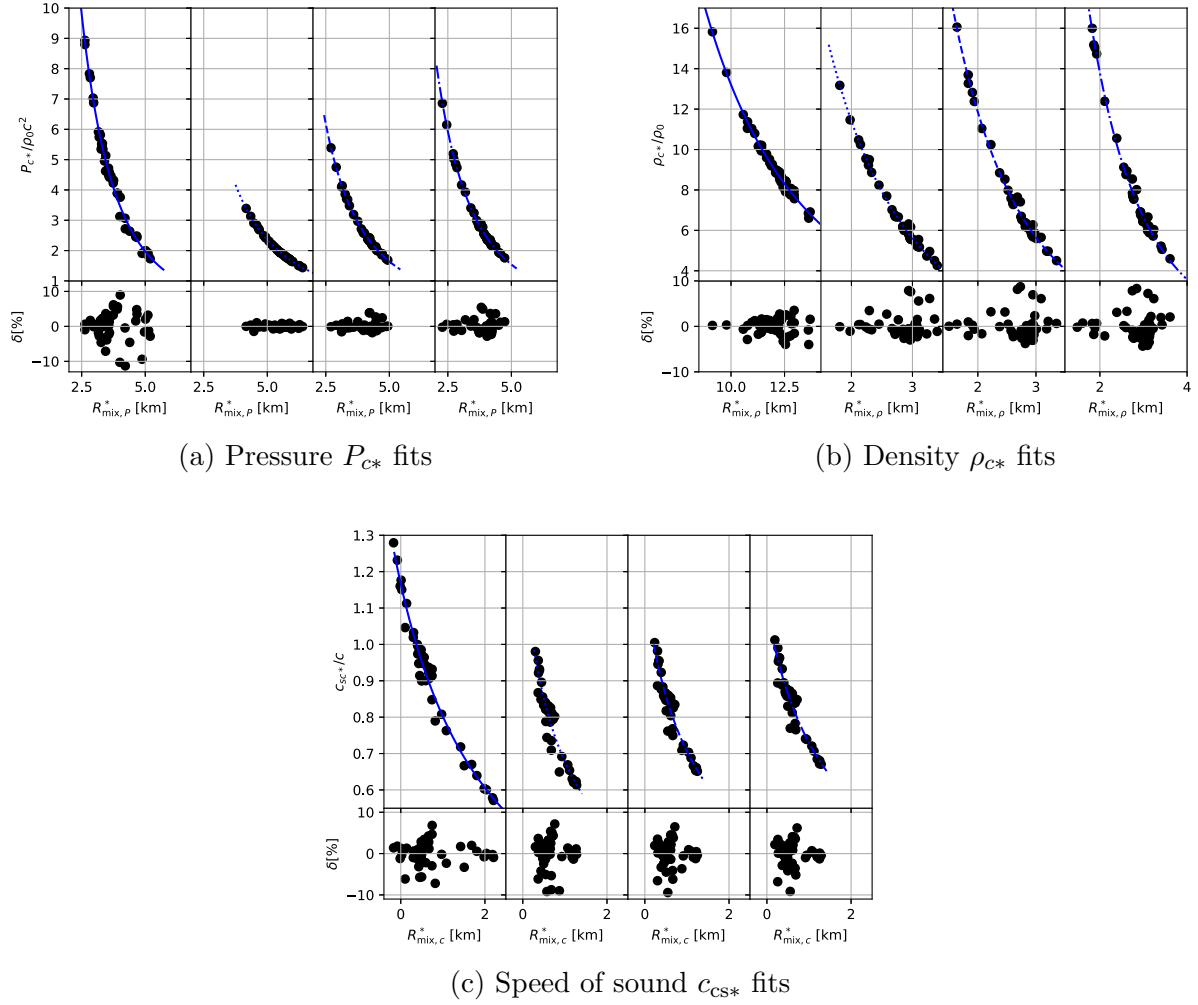 10
9
8
7
6
5
4
3
2
1
P_{c*}/ρ_0c^2
10
0
−10
δ[%]
2.5 5.0 2.5 5.0 2.5 5.0 2.5 5.0
R^*_{mix, P} [km] R^*_{mix, P} [km] R^*_{mix, P} [km] R^*_{mix, P} [km]
(a) Pressure P_{c*} fits
16
14
12
10
8
6
4
ρ_{c*}/ρ_0
10
0
−10
δ[%]
10.0 12.5 2 3 2 3 2 3 4
R^*_{mix, ρ} [km] R^*_{mix, ρ} [km] R^*_{mix, ρ} [km] R^*_{mix, ρ} [km]
(b) Density ρ_{c*} fits
1.3
1.2
1.1
1.0
0.9
0.8
0.7
0.6
c_{sc*}/c
10
0
−10
δ[%]
0 2 0 2 0 2 0 2
R^*_{mix, c} [km] R^*_{mix, c} [km] R^*_{mix, c} [km] R^*_{mix, c} [km]
(c) Speed of sound c_{cs*} fits